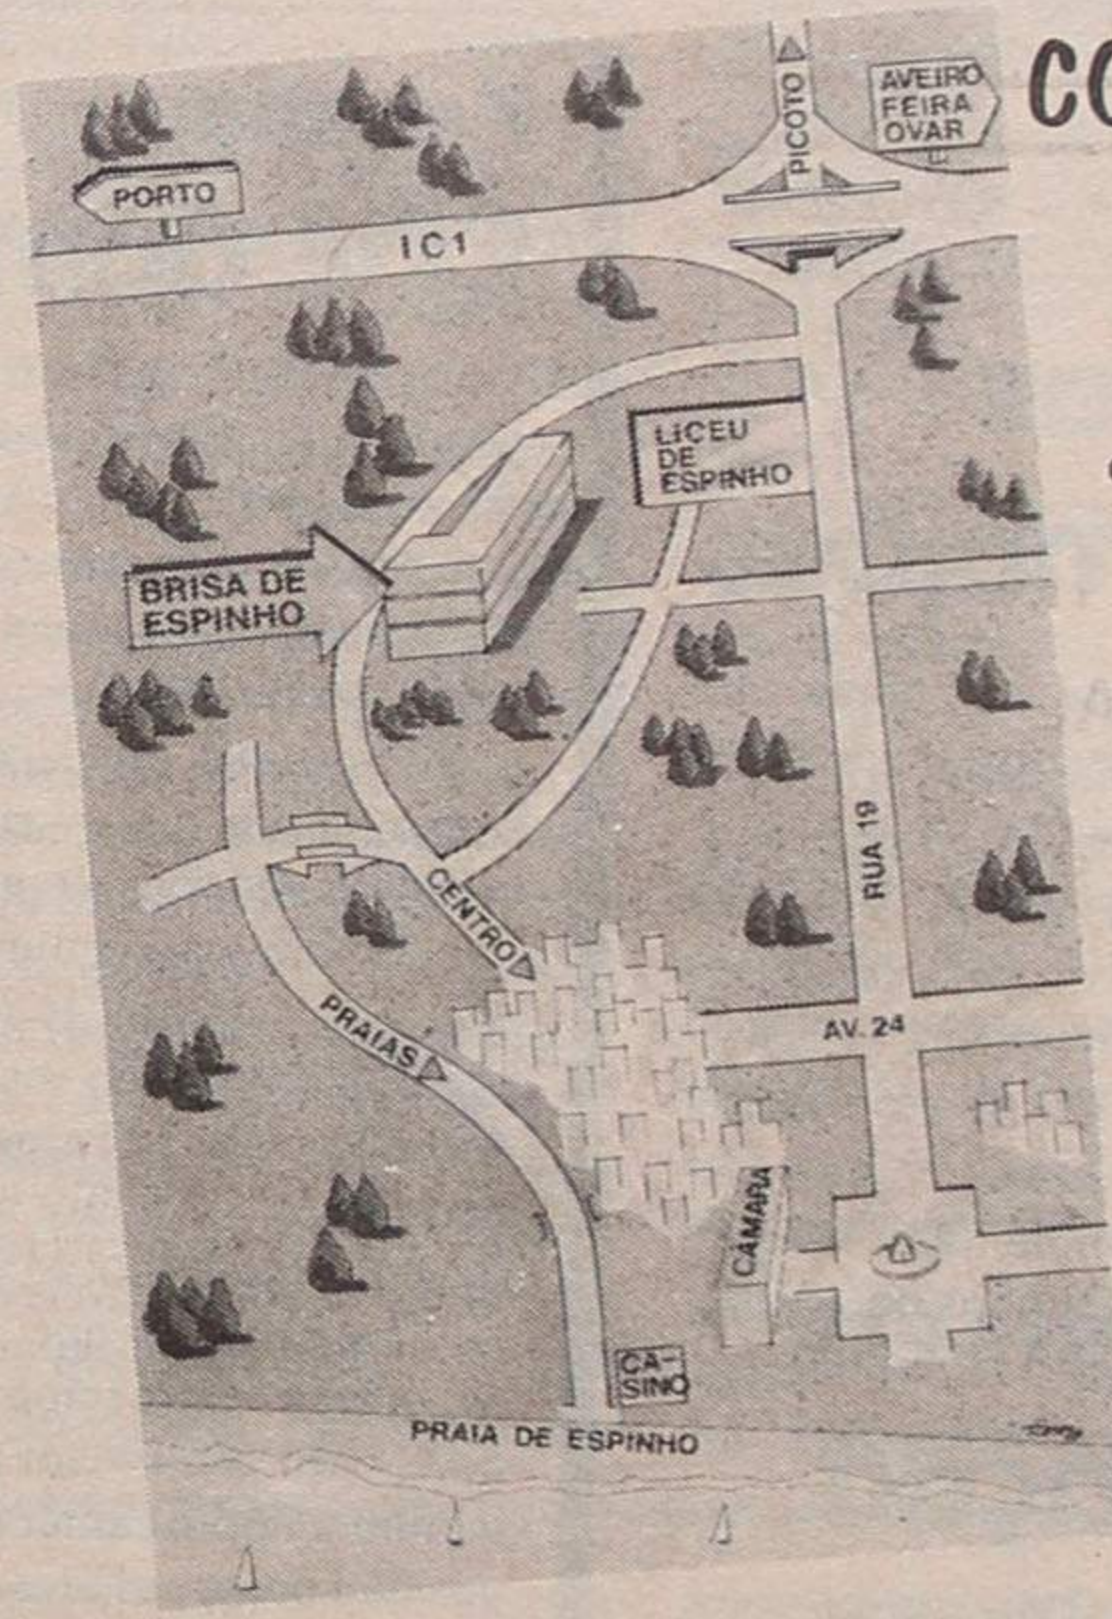 CO
PICOTO
AVEIRO
FEIRA
OVAR
PORTO
IC1
LICEU
DE
ESPINHO
BRISA DE
ESPINHO
RUA 19
CENTRO
PRAIAS
AV. 24
CAMARA
CA-
SINO
PRAIA DE ESPINHO